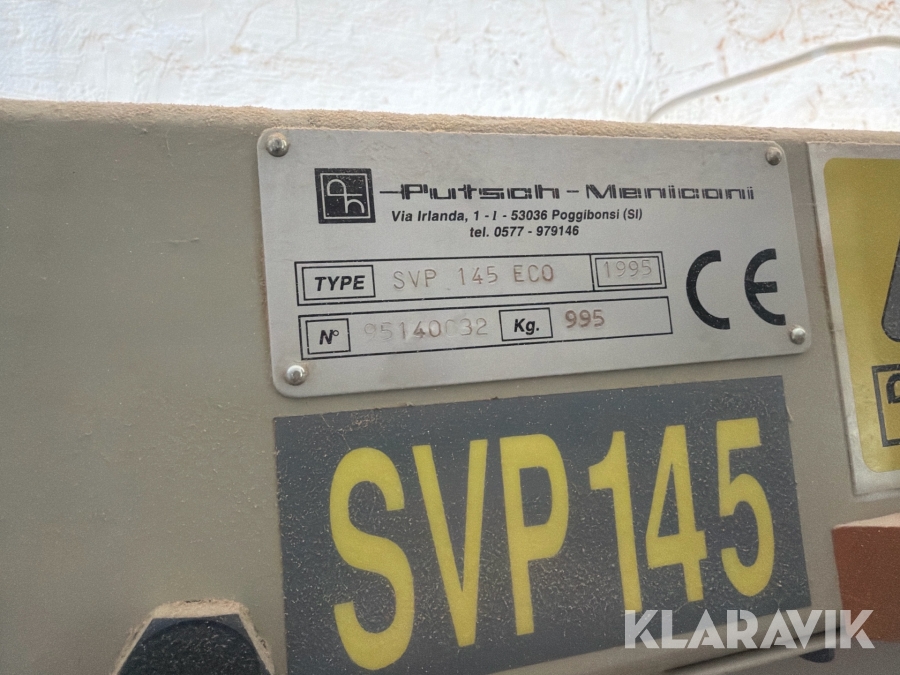 Putsch-Meniconi
Via Irlanda, 1 - I - 53036 Poggibonsi (SI)
tel. 0577 - 979146
TYPE SVP 145 ECO 1995
N° 95140032 Kg. 995
CE
SVP 145
KLARAVIK